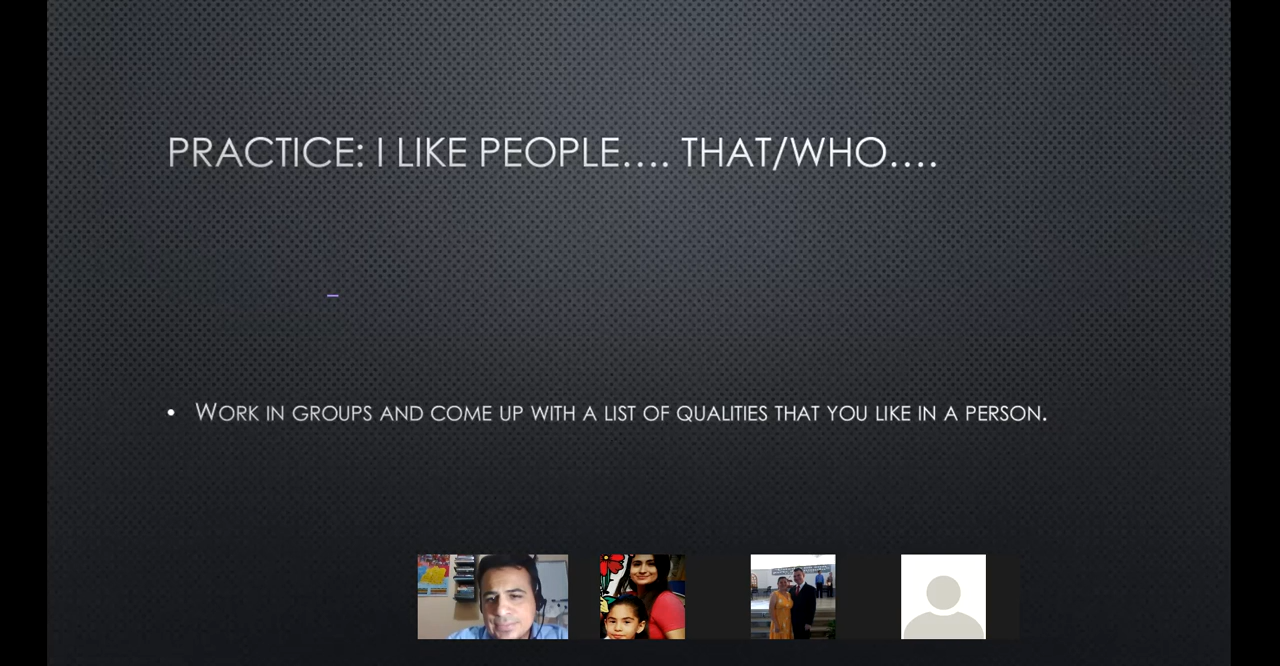 PRACTICE: I LIKE PEOPLE.... THAT/WHO....
• WORK IN GROUPS AND COME UP WITH A LIST OF QUALITIES THAT YOU LIKE IN A PERSON.